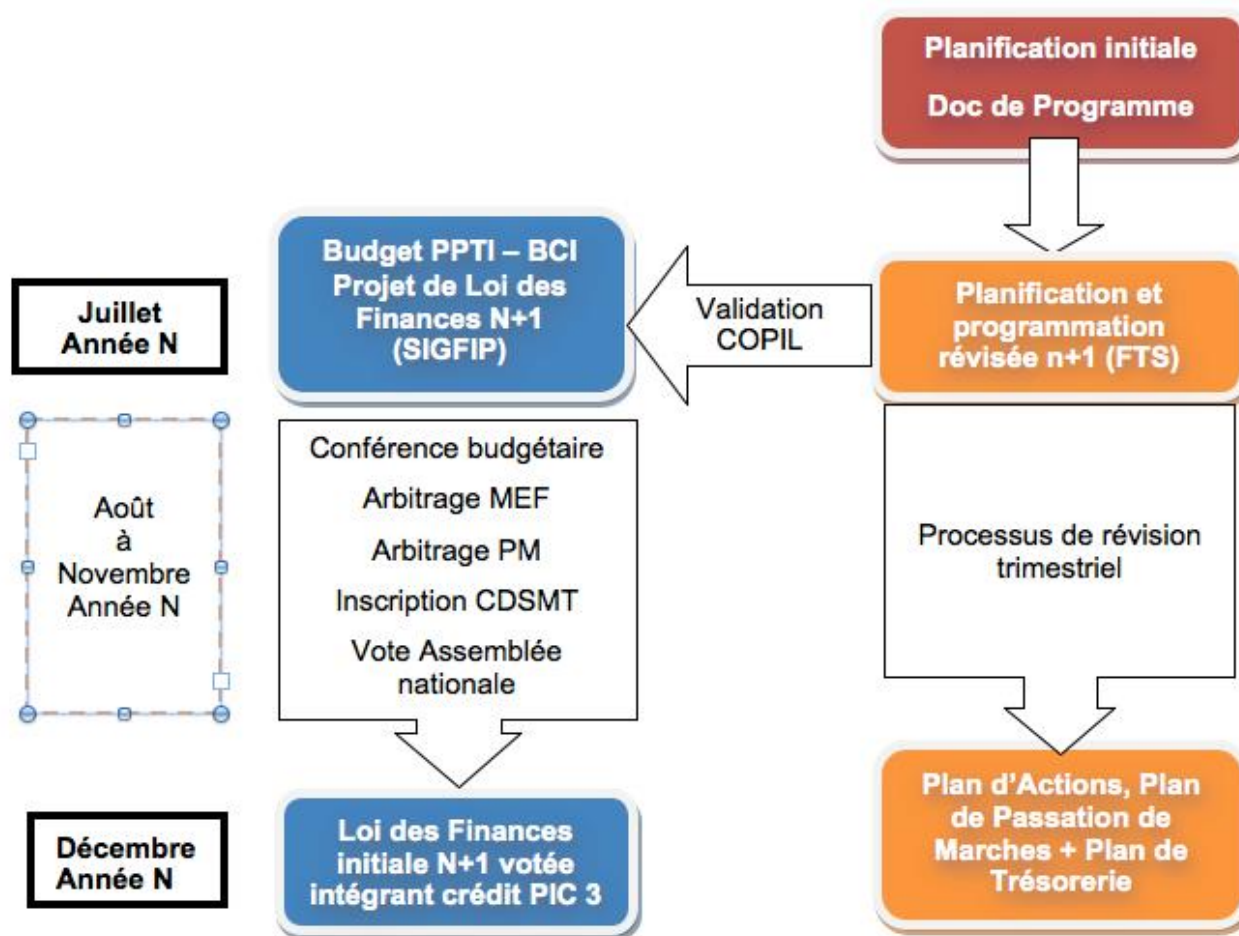 Planification initiale
Doc de Programme
Juillet
Année N
Budget PPTI – BCI
Projet de Loi des
Finances N+1
(SIGFIP)
Validation
COPIL
Planification et
programmation
révisée n+1 (FTS)
Août
à
Novembre
Année N
Conférence budgétaire
Arbitrage MEF
Arbitrage PM
Inscription CDSMT
Vote Assemblée
nationale
Processus de révision
trimestriel
Décembre
Année N
Loi des Finances
initiale N+1 votée
intégrant crédit PIC 3
Plan d'Actions, Plan
de Passation de
Marches + Plan de
Trésorerie